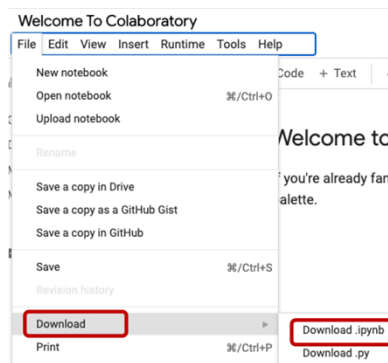 Welcome To Colaboratory
File Edit View Insert Runtime Tools Help
Code + Text
New notebook
Open notebook ⌘/Ctrl+O
Upload notebook
Welcome to
Rename
f you're already fam
alette.
Save a copy in Drive
Save a copy as a GitHub Gist
Save a copy in GitHub
Save ⌘/Ctrl+S
Revision history
Download
Download .ipynb
Print ⌘/Ctrl+P
Download .py